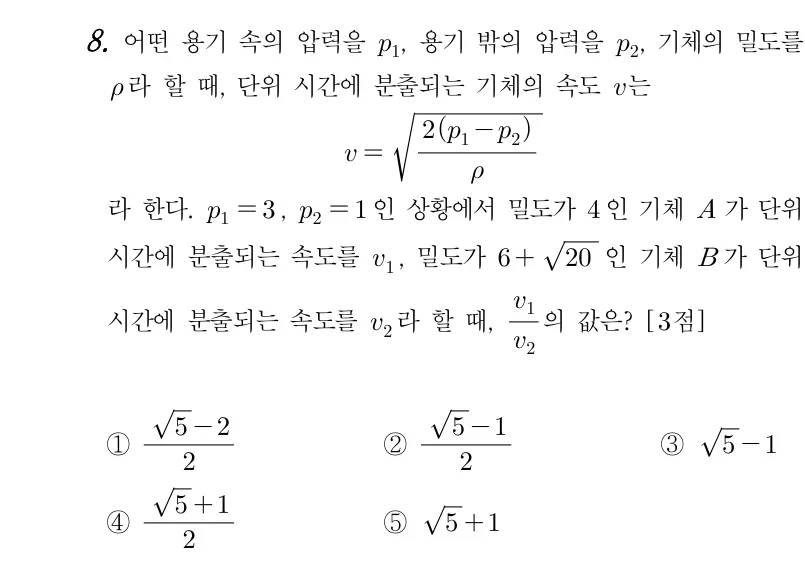 8. 어떤 용기 속의 압력을 p₁, 용기 밖의 압력을 p₂, 기체의 밀도를
ρ라 할 때, 단위 시간에 분출되는 기체의 속도 v는
v = √(2(p₁ − p₂)/ρ)
라 한다. p₁ = 3, p₂ = 1인 상황에서 밀도가 4인 기체 A가 단위
시간에 분출되는 속도를 v₁, 밀도가 6 + √20 인 기체 B가 단위
시간에 분출되는 속도를 v₂라 할 때, v₁/v₂의 값은? [3점]
① (√5 − 2)/2 ② (√5 − 1)/2 ③ √5 − 1
④ (√5 + 1)/2 ⑤ √5 + 1